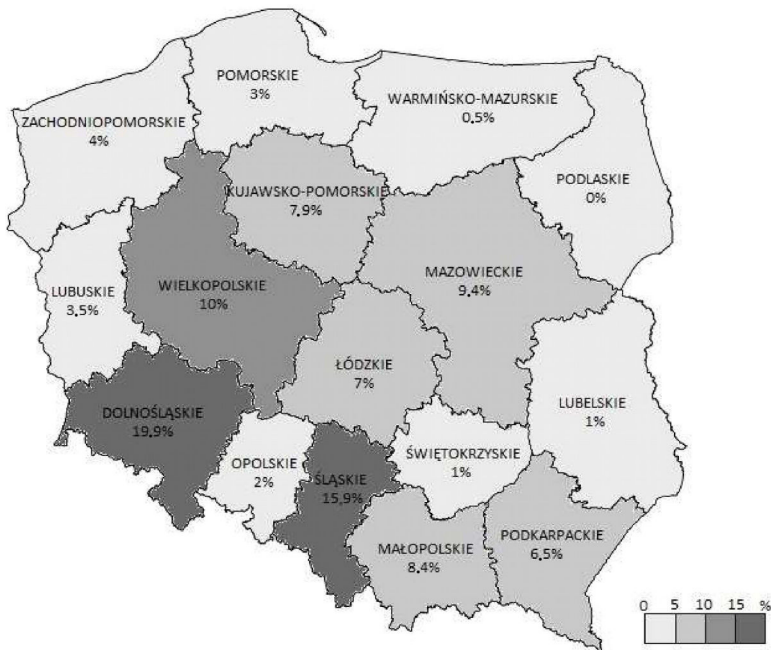 POMORSKIE
3%
WARMIŃSKO-MAZURSKIE
0.5%
ZACHODNIOPOMORSKIE
4%
PODLASKIE
0%
KUJAWSKO-POMORSKIE
7.9%
MAZOWIECKIE
9.4%
LUBUSKIE
3.5%
WIELKOPOLSKIE
10%
ŁÓDZKIE
7%
LUBELSKIE
1%
DOLNOŚLĄSKIE
19.9%
OPOLSKIE
2%
ŚLĄSKIE
15,9%
ŚWIĘTOKRZYSKIE
1%
MAŁOPOLSKIE
8.4%
PODKARPACKIE
6.5%
0 5 10 15 %